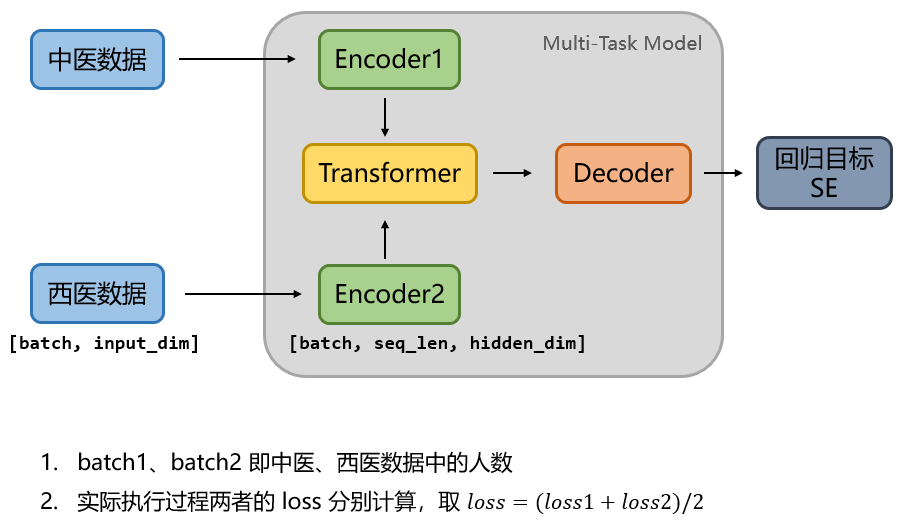 Multi-Task Model
中医数据
Encoder1
Transformer
Decoder
回归目标
SE
西医数据
Encoder2
[batch, input_dim]
[batch, seq_len, hidden_dim]
1. batch1、batch2 即中医、西医数据中的人数
2. 实际执行过程两者的 loss 分别计算，取 loss = (loss1 + loss2)/2